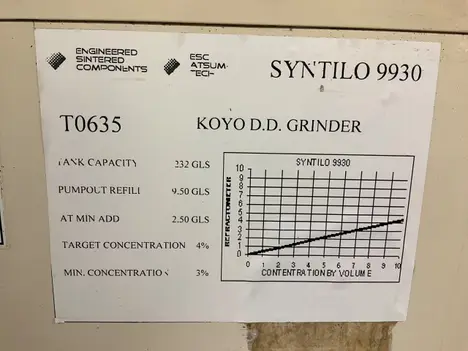 ENGINEERED
SINTERED
COMPONENTS
ESC
ATSUM
TECH
SYNTILO 9930
T0635
KOYO D.D. GRINDER
TANK CAPACITY 232 GLS
PUMPOUT REFILL 9.50 GLS
AT MIN ADD 2.50 GLS
TARGET CONCENTRATION 4%
MIN. CONCENTRATION 3%
SYNTILO 9930
REFRACTOMETER
10
9
8
7
6
5
4
3
2
1
0
0 1 2 3 4 5 6 7 8 9 10
CONTENTRATION BY VOLUME